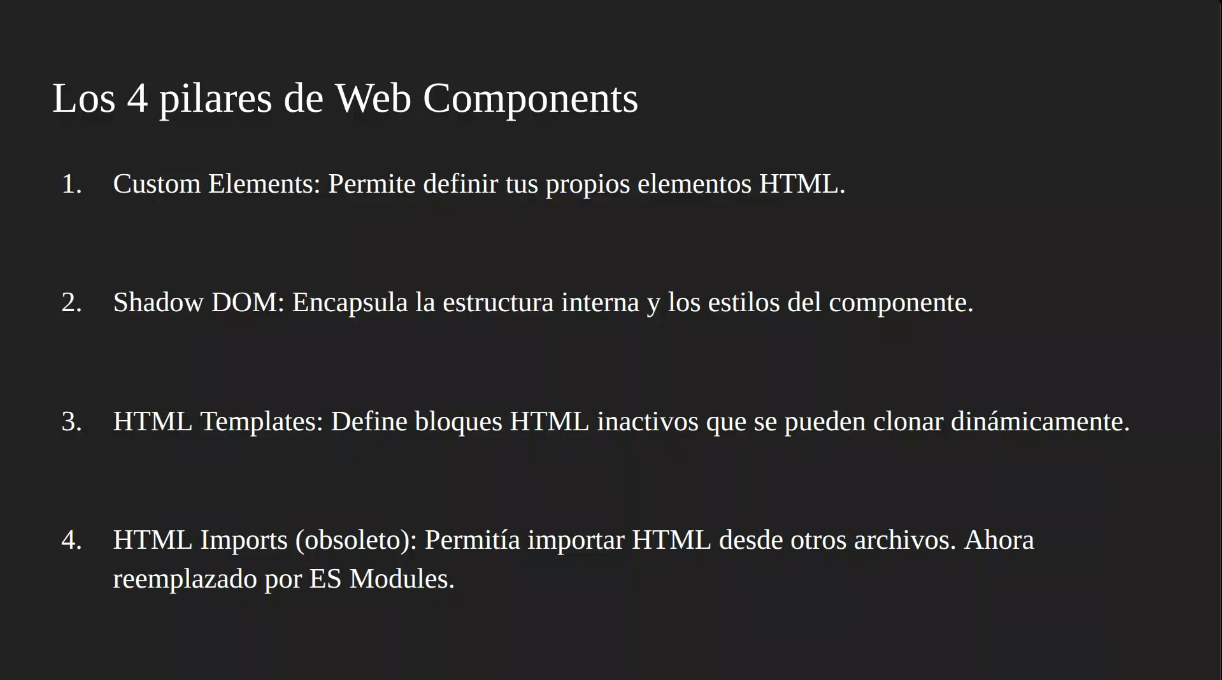 Los 4 pilares de Web Components
1. Custom Elements: Permite definir tus propios elementos HTML.
2. Shadow DOM: Encapsula la estructura interna y los estilos del componente.
3. HTML Templates: Define bloques HTML inactivos que se pueden clonar dinámicamente.
4. HTML Imports (obsoleto): Permitía importar HTML desde otros archivos. Ahora
reemplazado por ES Modules.